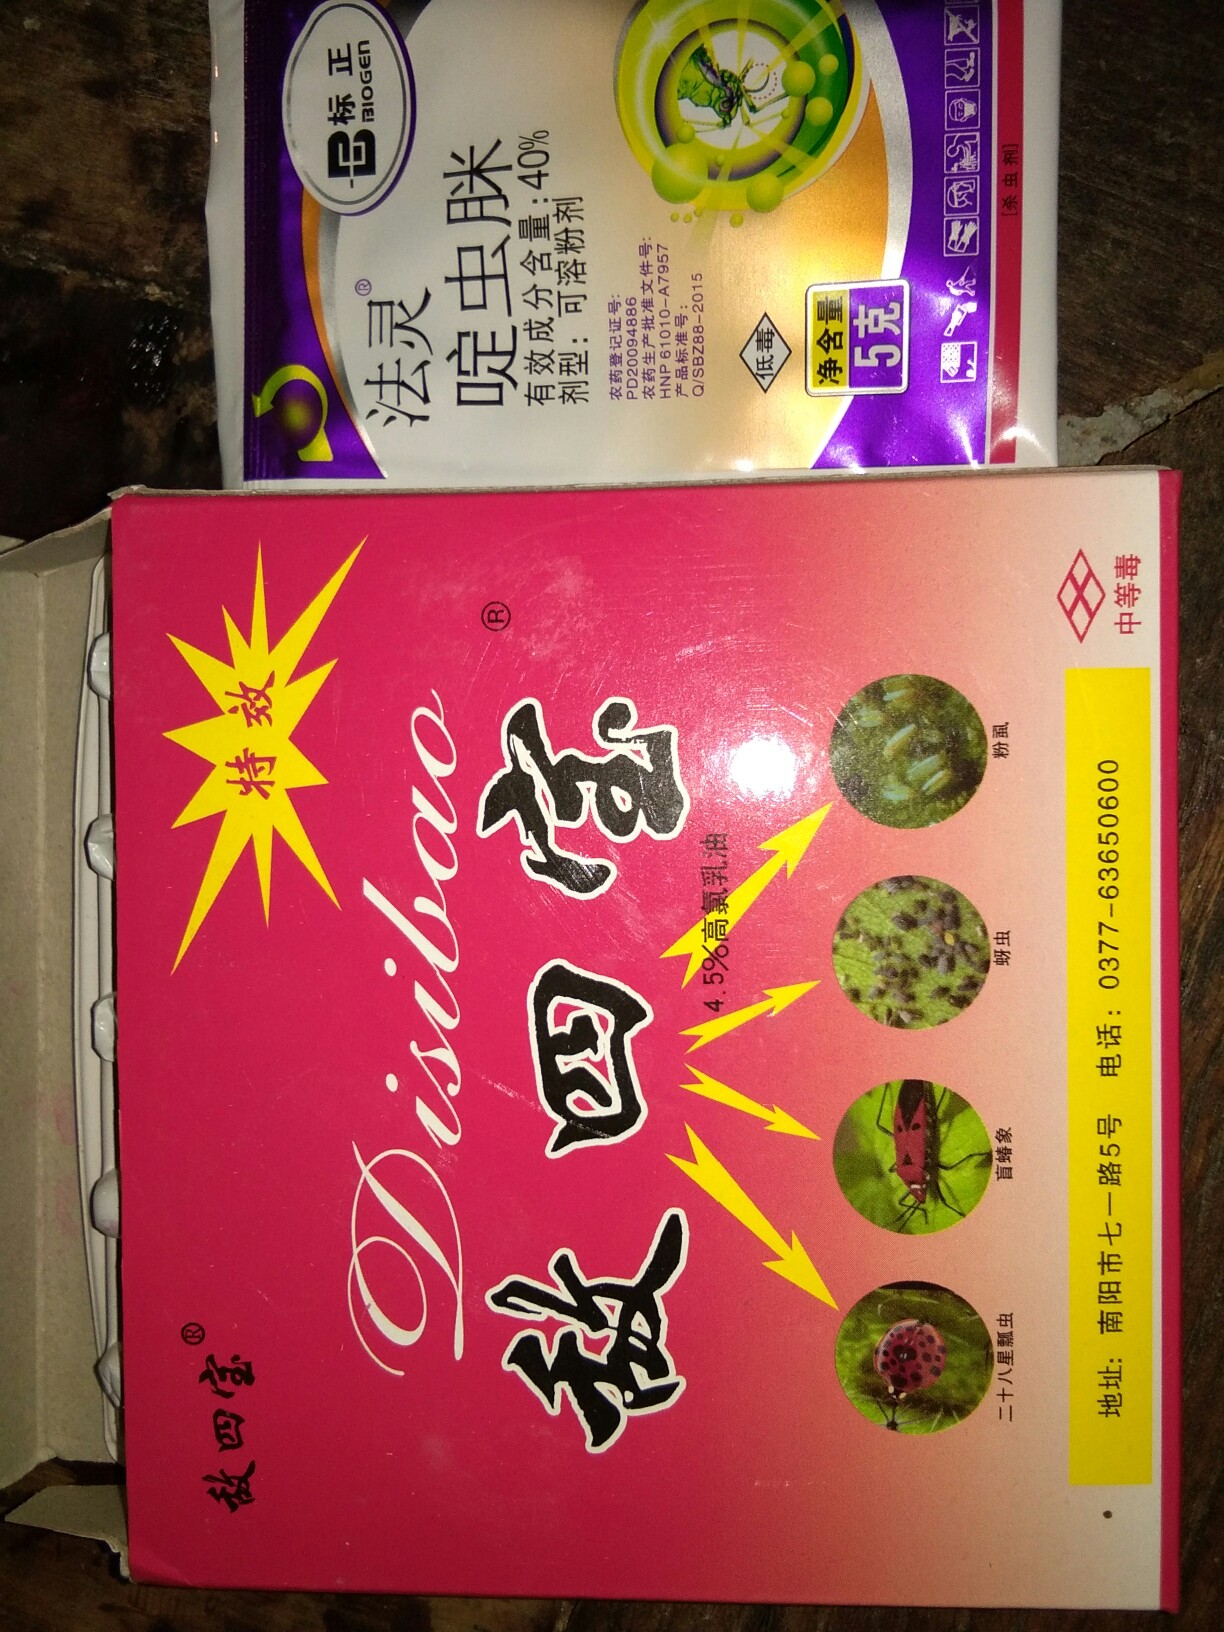 标正
BIOGEN
法灵®
啶虫脒
有效成分含量：40%
剂型：可溶粉剂
农药登记证号：
PD20094886
农药生产批准文件号：
HNP 61010-A7957
产品标准号：
Q/SBZ88-2015
低毒
净含量
5克
[杀虫剂]
敌四宝®
特效
Disibao
敌四宝®
4.5%高氯乳油
二十八星瓢虫
盲蝽象
蚜虫
粉虱
中等毒
地址：南阳市七一路5号 电话：0377-63650600